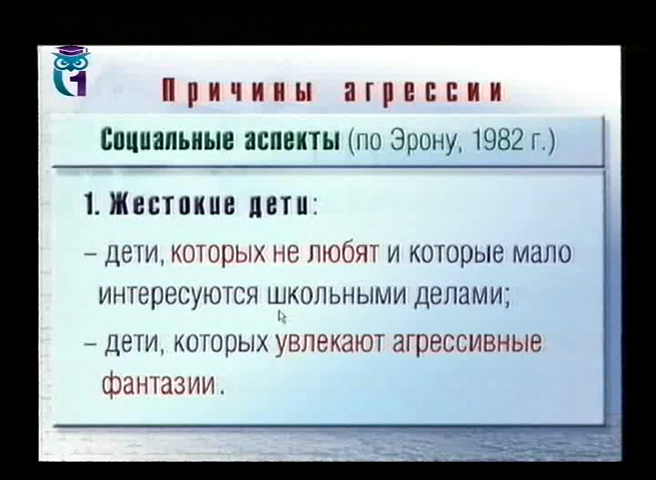 1
Причины агрессии
Социальные аспекты (по Эрону, 1982 г.)
1. Жестокие дети:
– дети, которых не любят и которые мало
интересуются школьными делами;
– дети, которых увлекают агрессивные
фантазии.